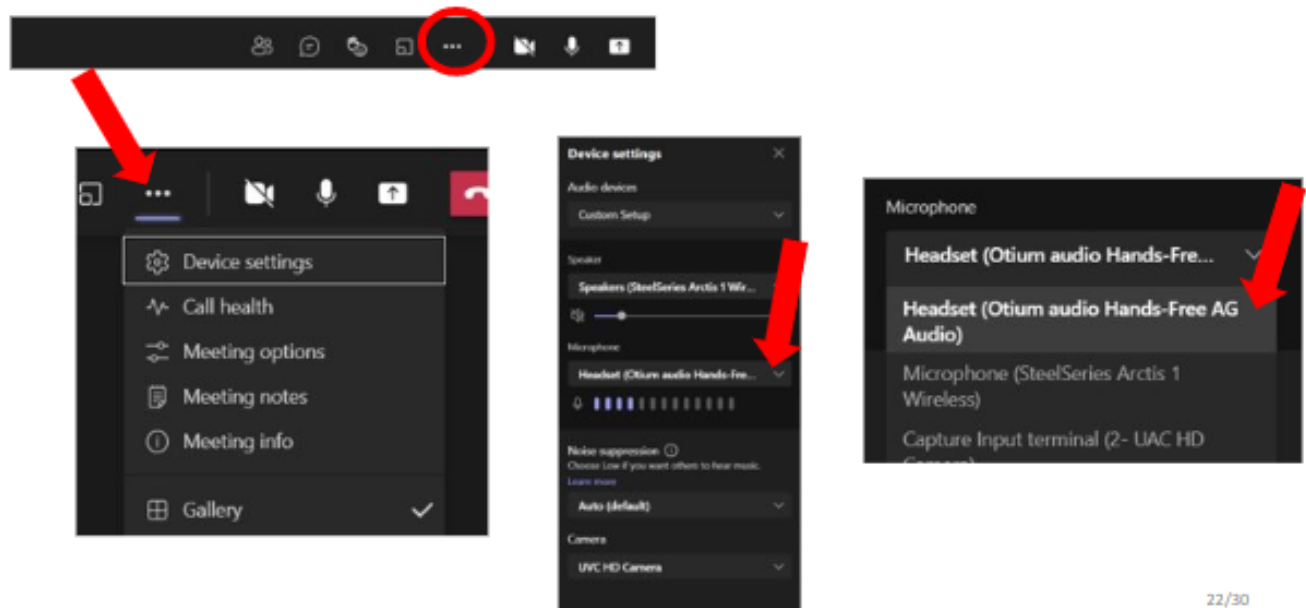 Device settings
Call health
Meeting options
Meeting notes
Meeting info
Gallery
Device settings
Audio devices
Custom Setup
Speaker
Speakers (SteelSeries Arctis 1 Wir...
Microphone
Headset (Otium audio Hands-Fre...
Noise suppression
Choose Low if you want others to hear music.
Learn more
Auto (default)
Camera
UVC HD Camera
Microphone
Headset (Otium audio Hands-Fre...
Headset (Otium audio Hands-Free AG
Audio)
Microphone (SteelSeries Arctis 1
Wireless)
Capture Input terminal (2- UAC HD
22/30